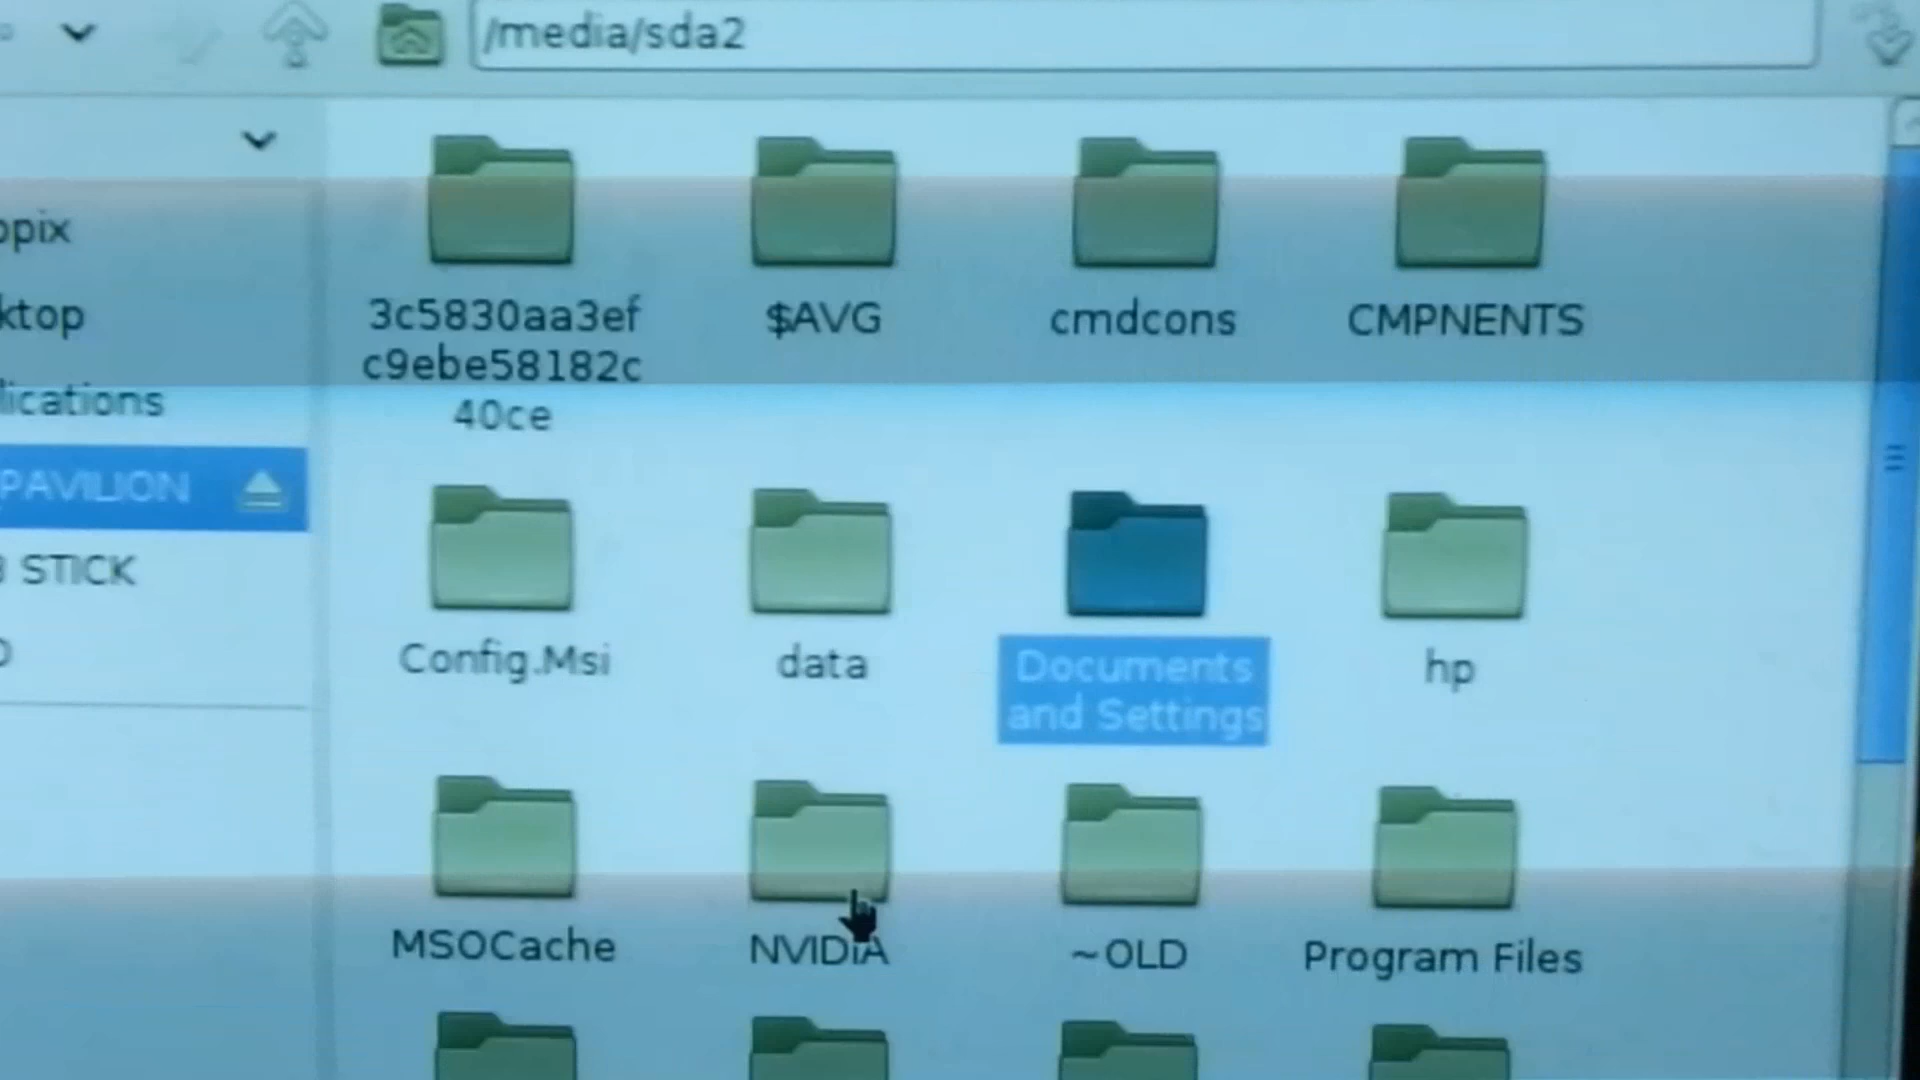 /media/sda2
opix
ktop
lications
PAVILION
STICK
3c5830aa3ef
c9ebe58182c
40ce
$AVG
cmdcons
CMPNENTS
Config.Msi
data
Documents
and Settings
hp
MSOCache
NVIDIA
~OLD
Program Files